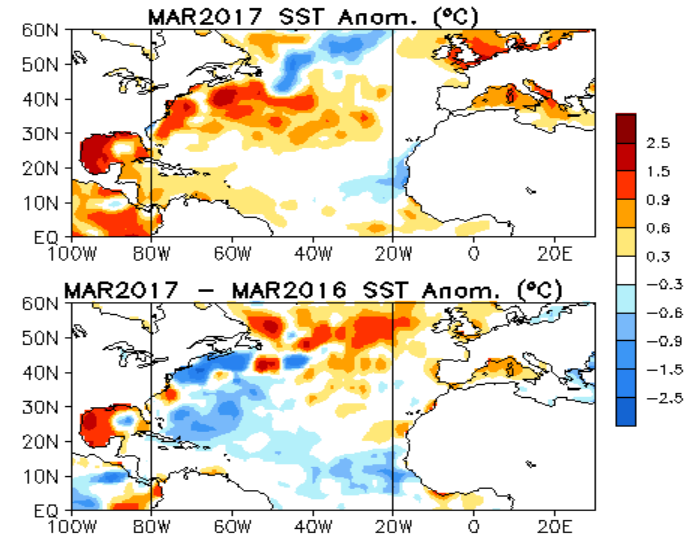 MAR2017 SST Anom. (°C)
60N
50N
40N
30N
20N
10N
EQ
100W 80W 60W 40W 20W 0 20E
MAR2017 – MAR2016 SST Anom. (°C)
60N
50N
40N
30N
20N
10N
EQ
100W 80W 60W 40W 20W 0 20E
2.5
1.5
0.9
0.6
0.3
-0.3
-0.6
-0.9
-1.5
-2.5